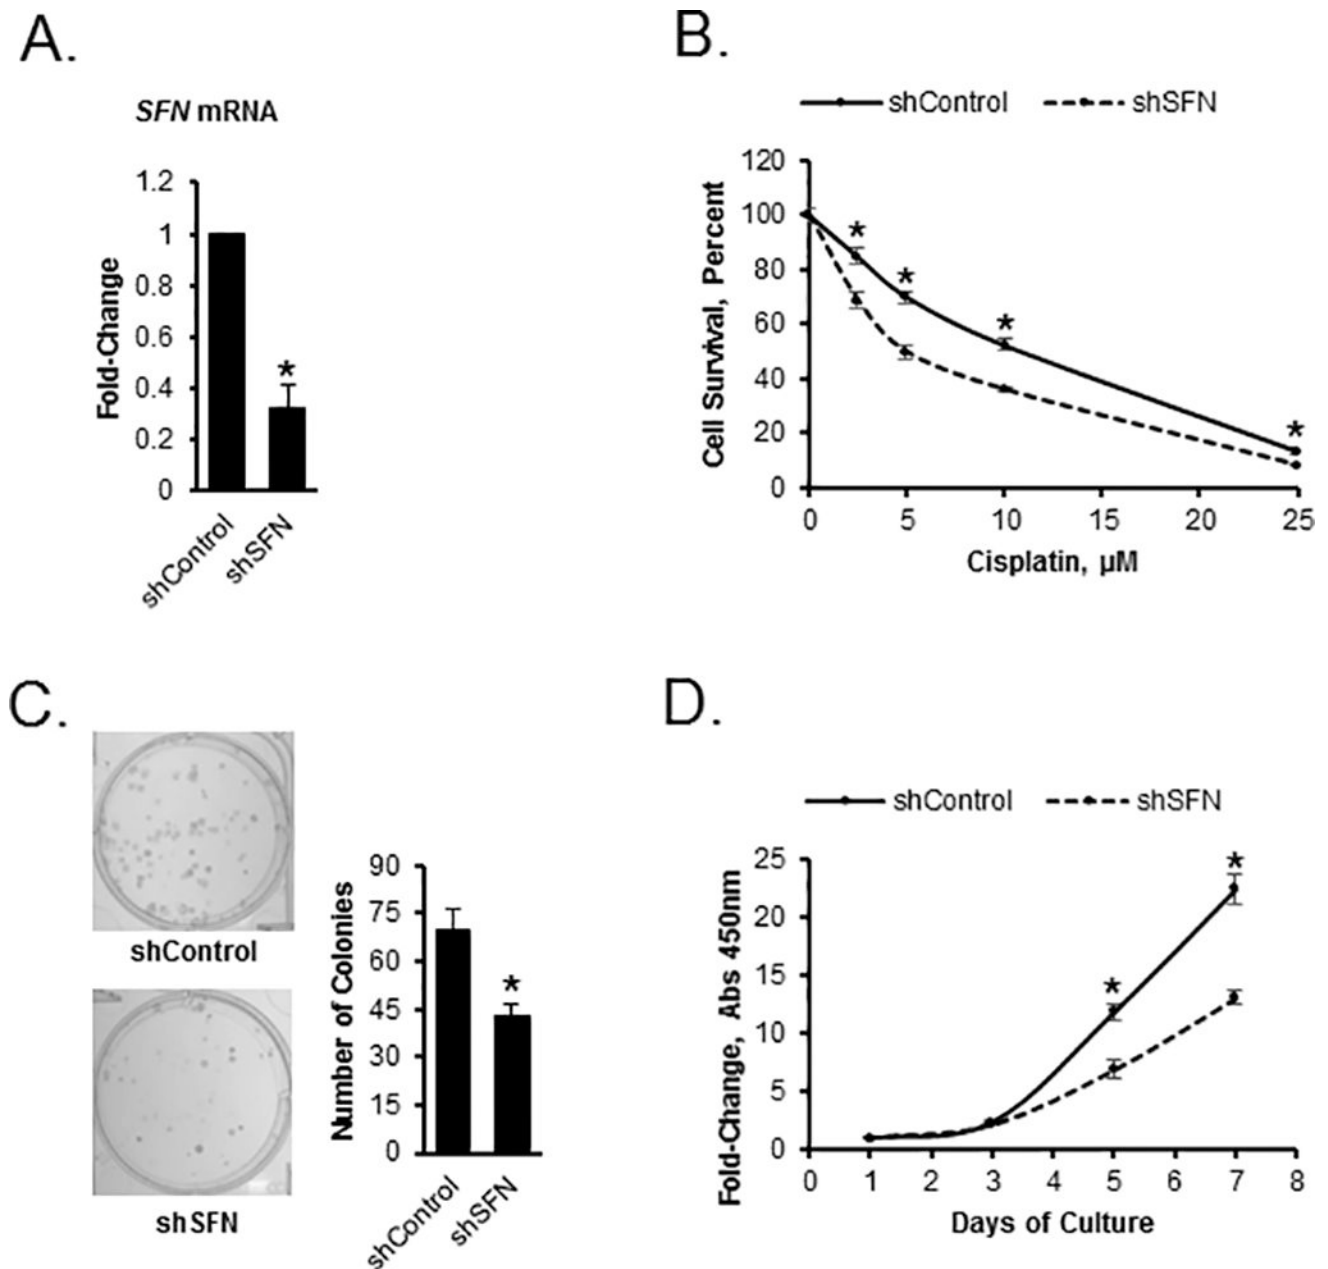 A.
SFN mRNA
Fold-Change
1.2
1
0.8
0.6
0.4
0.2
0
*
shControl
shSFN
B.
shControl shSFN
Cell Survival, Percent
120
100
80
60
40
20
0
* * * *
0 5 10 15 20 25
Cisplatin, µM
C.
shControl
shSFN
Number of Colonies
90
75
60
45
30
15
0
*
shControl
shSFN
D.
shControl shSFN
Fold-Change, Abs 450nm
25
20
15
10
5
0
* *
0 1 2 3 4 5 6 7 8
Days of Culture